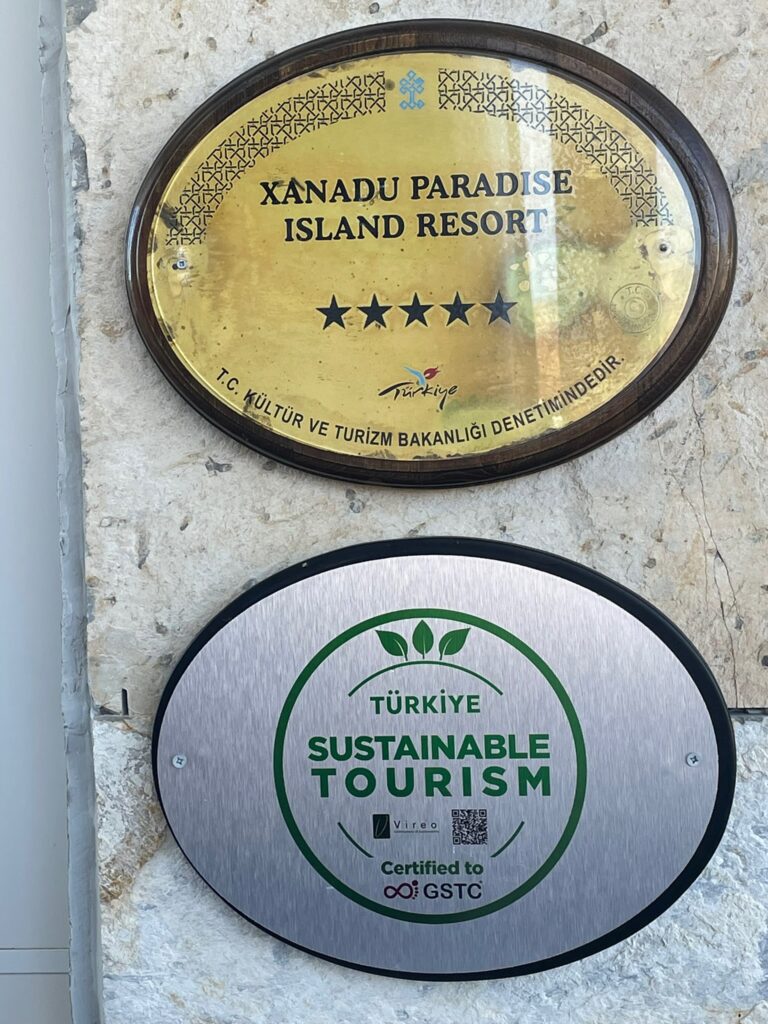 XANADU PARADISE
ISLAND RESORT
Türkiye
T.C. KÜLTÜR VE TURİZM BAKANLIĞI DENETİMİNDEDİR.
T.C.
TÜRKİYE
SUSTAINABLE
TOURISM
Vireo
Certified to
GSTC